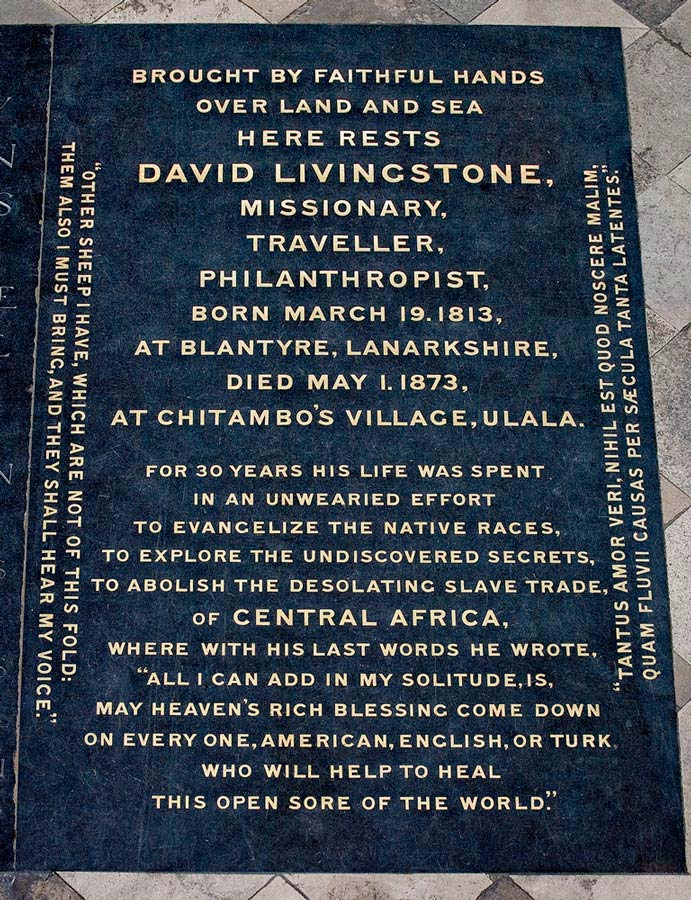 BROUGHT BY FAITHFUL HANDS
OVER LAND AND SEA
HERE RESTS
DAVID LIVINGSTONE,
MISSIONARY,
TRAVELLER,
PHILANTHROPIST,
BORN MARCH 19.1813,
AT BLANTYRE, LANARKSHIRE,
DIED MAY 1.1873,
AT CHITAMBO'S VILLAGE, ULALA.
FOR 30 YEARS HIS LIFE WAS SPENT
IN AN UNWEARIED EFFORT
TO EVANGELIZE THE NATIVE RACES,
TO EXPLORE THE UNDISCOVERED SECRETS,
TO ABOLISH THE DESOLATING SLAVE TRADE,
OF CENTRAL AFRICA,
WHERE WITH HIS LAST WORDS HE WROTE,
"ALL I CAN ADD IN MY SOLITUDE, IS,
MAY HEAVEN'S RICH BLESSING COME DOWN
ON EVERY ONE, AMERICAN, ENGLISH, OR TURK
WHO WILL HELP TO HEAL
THIS OPEN SORE OF THE WORLD."
"OTHER SHEEP I HAVE, WHICH ARE NOT OF THIS FOLD:
THEM ALSO I MUST BRING, AND THEY SHALL HEAR MY VOICE."
"TANTUS AMOR VERI, NIHIL EST QUOD NOSCERE MALIM,
QUAM FLUVII CAUSAS PER SÆCULA TANTA LATENTES."